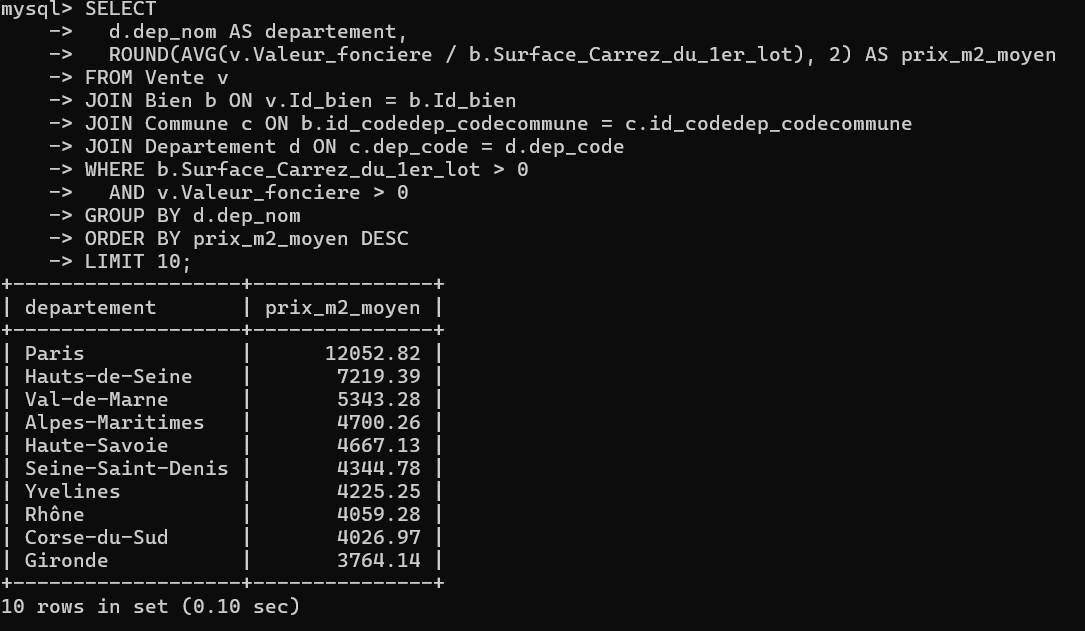 mysql> SELECT
    ->   d.dep_nom AS departement,
    ->   ROUND(AVG(v.Valeur_fonciere / b.Surface_Carrez_du_1er_lot), 2) AS prix_m2_moyen
    -> FROM Vente v
    -> JOIN Bien b ON v.Id_bien = b.Id_bien
    -> JOIN Commune c ON b.id_codedep_codecommune = c.id_codedep_codecommune
    -> JOIN Departement d ON c.dep_code = d.dep_code
    -> WHERE b.Surface_Carrez_du_1er_lot > 0
    ->   AND v.Valeur_fonciere > 0
    -> GROUP BY d.dep_nom
    -> ORDER BY prix_m2_moyen DESC
    -> LIMIT 10;
+-------------------+---------------+
| departement       | prix_m2_moyen |
+-------------------+---------------+
| Paris             |      12052.82 |
| Hauts-de-Seine    |       7219.39 |
| Val-de-Marne      |       5343.28 |
| Alpes-Maritimes   |       4700.26 |
| Haute-Savoie      |       4667.13 |
| Seine-Saint-Denis |       4344.78 |
| Yvelines          |       4225.25 |
| Rhône             |       4059.28 |
| Corse-du-Sud      |       4026.97 |
| Gironde           |       3764.14 |
+-------------------+---------------+
10 rows in set (0.10 sec)